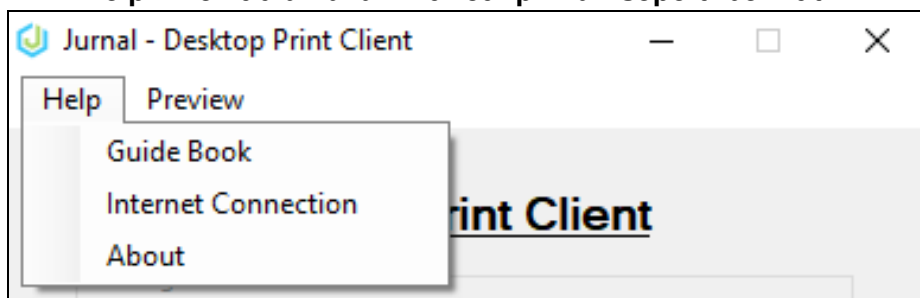 Jurnal - Desktop Print Client
Help Preview
Guide Book
Internet Connection
rint Client
About